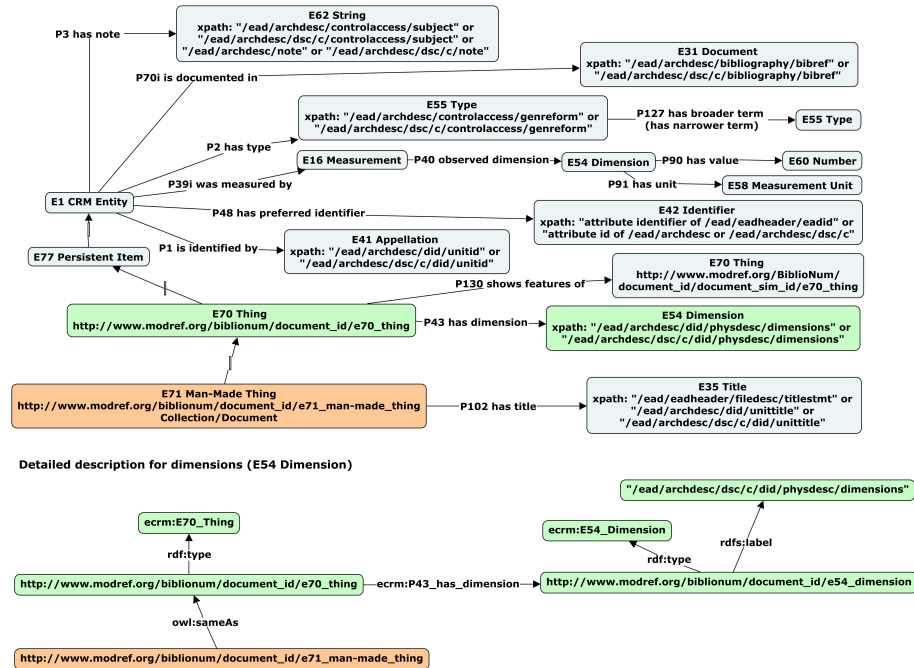 E62 String
xpath: "/ead/archdesc/controlaccess/subject" or
"/ead/archdesc/dsc/c/controlaccess/subject" or
"/ead/archdesc/note" or "/ead/archdesc/dsc/c/note"
P3 has note
E31 Document
xpath: "/ead/archdesc/bibliography/bibref" or
"/ead/archdesc/dsc/c/bibliography/bibref"
P70i is documented in
E55 Type
xpath: "/ead/archdesc/controlaccess/genreform" or
"/ead/archdesc/dsc/c/controlaccess/genreform"
P127 has broader term
(has narrower term)
E55 Type
P2 has type
E16 Measurement
P40 observed dimension
E54 Dimension
P90 has value
E60 Number
P39i was measured by
P91 has unit
E58 Measurement Unit
E1 CRM Entity
P48 has preferred identifier
E42 Identifier
xpath: "attribute identifier of /ead/eadheader/eadid" or
"attribute id of /ead/archdesc or /ead/archdesc/dsc/c"
P1 is identified by
E41 Appellation
xpath: "/ead/archdesc/did/unitid" or
"/ead/archdesc/dsc/c/did/unitid"
E77 Persistent Item
E70 Thing
http://www.modref.org/BiblioNum/
document_id/document_sim_id/e70_thing
P130 shows features of
E70 Thing
http://www.modref.org/biblionum/document_id/e70_thing
P43 has dimension
E54 Dimension
xpath: "/ead/archdesc/did/physdesc/dimensions" or
"/ead/archdesc/dsc/c/did/physdesc/dimensions"
E71 Man-Made Thing
http://www.modref.org/biblionum/document_id/e71_man-made_thing
Collection/Document
P102 has title
E35 Title
xpath: "/ead/eadheader/filedesc/titlestmt" or
"/ead/archdesc/did/unittitle" or
"/ead/archdesc/dsc/c/did/unittitle"
Detailed description for dimensions (E54 Dimension)
"/ead/archdesc/dsc/c/did/physdesc/dimensions"
ecrm:E70_Thing
ecrm:E54_Dimension
rdfs:label
rdf:type
rdf:type
http://www.modref.org/biblionum/document_id/e70_thing
ecrm:P43_has_dimension
http://www.modref.org/biblionum/document_id/e54_dimension
owl:sameAs
http://www.modref.org/biblionum/document_id/e71_man-made_thing